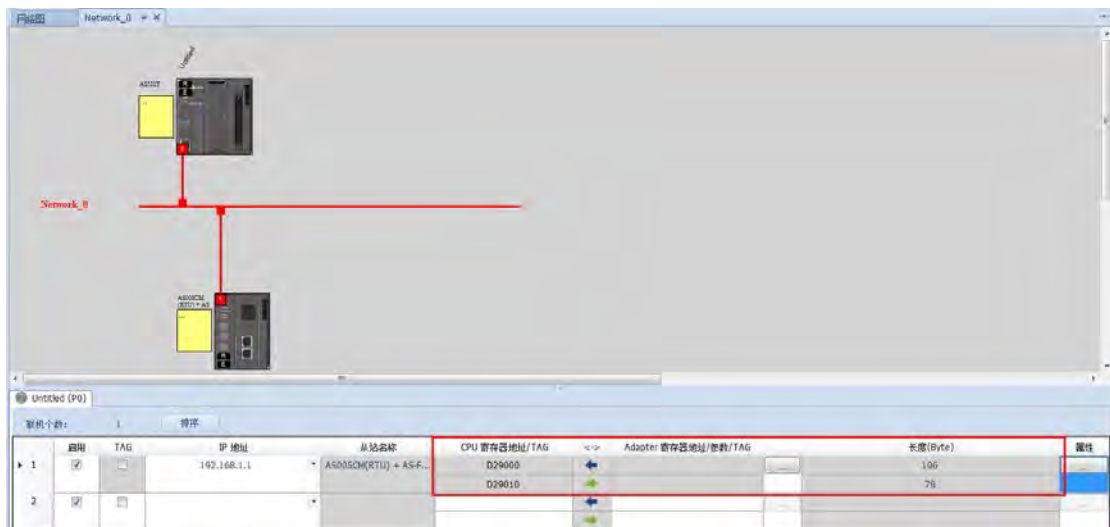 网络图 Network_0
Untitled
AS332T
Network_0
AS00SCM
(RTU) + AS
Untitled (P0)
联机个数: 1 排序
启用 TAG IP 地址 从站名称 CPU 寄存器地址/TAG <-> Adapter 寄存器地址/参数/TAG 长度(Byte) 属性
1 192.168.1.1 AS00SCM(RTU) + AS-F... D29000 ... 106 ...
D29010 78
2